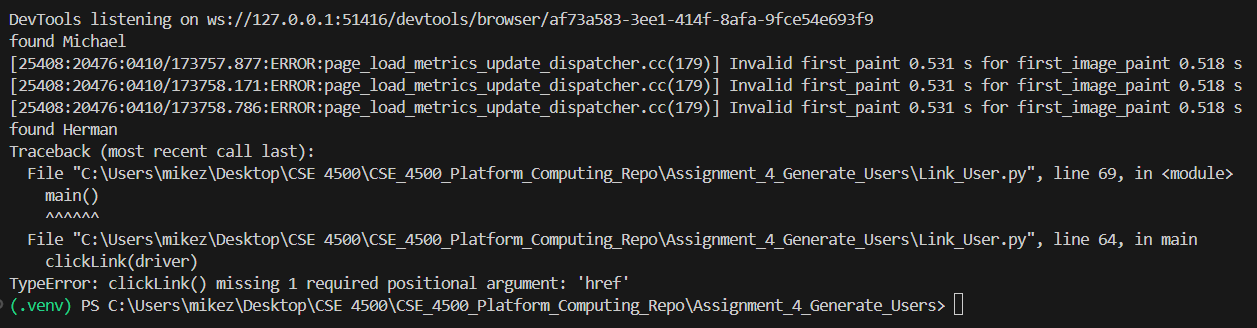 DevTools listening on ws://127.0.0.1:51416/devtools/browser/af73a583-3ee1-414f-8afa-9fce54e693f9
found Michael
[25408:20476:0410/173757.877:ERROR:page_load_metrics_update_dispatcher.cc(179)] Invalid first_paint 0.531 s for first_image_paint 0.518 s
[25408:20476:0410/173758.171:ERROR:page_load_metrics_update_dispatcher.cc(179)] Invalid first_paint 0.531 s for first_image_paint 0.518 s
[25408:20476:0410/173758.786:ERROR:page_load_metrics_update_dispatcher.cc(179)] Invalid first_paint 0.531 s for first_image_paint 0.518 s
found Herman
Traceback (most recent call last):
  File "C:\Users\mikez\Desktop\CSE 4500\CSE_4500_Platform_Computing_Repo\Assignment_4_Generate_Users\Link_User.py", line 69, in <module>
    main()
    ^^^^^^
  File "C:\Users\mikez\Desktop\CSE 4500\CSE_4500_Platform_Computing_Repo\Assignment_4_Generate_Users\Link_User.py", line 64, in main
    clickLink(driver)
TypeError: clickLink() missing 1 required positional argument: 'href'
(.venv) PS C:\Users\mikez\Desktop\CSE 4500\CSE_4500_Platform_Computing_Repo\Assignment_4_Generate_Users>